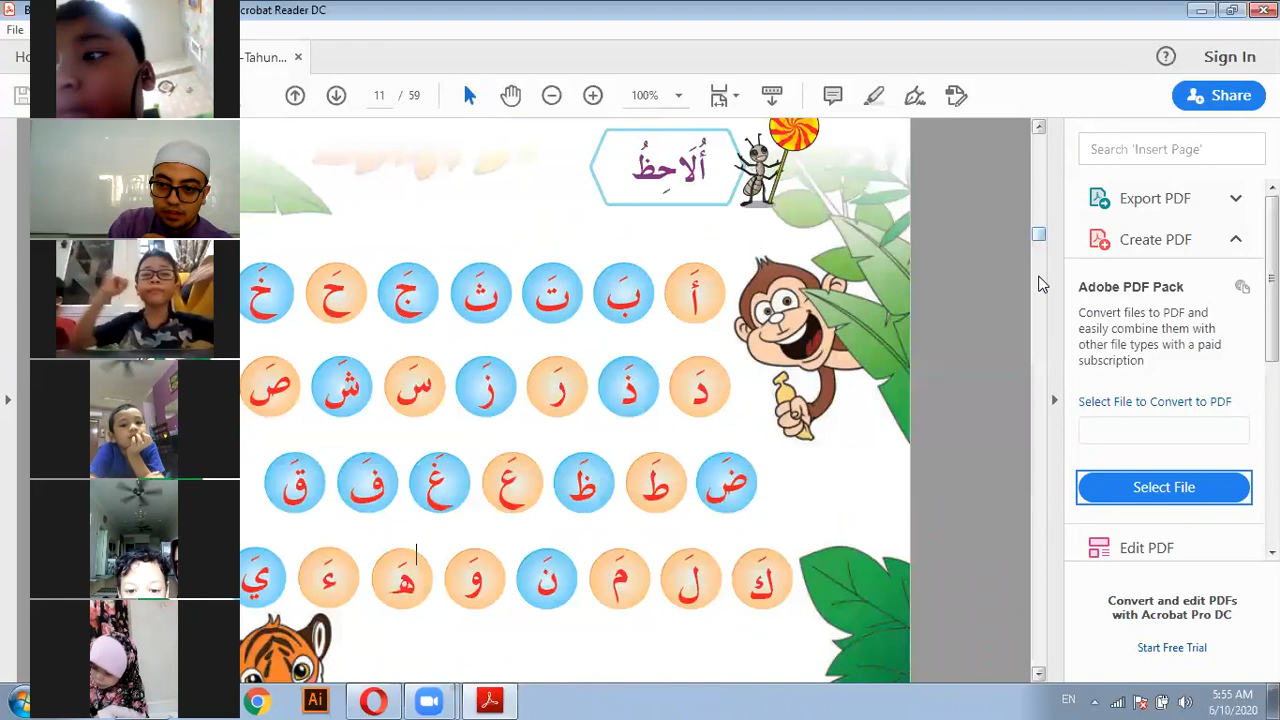 B
crobat Reader DC
File
Ho
-Tahun...
Sign In
11 / 59
100%
Share
أُلَاحِظُ
Search 'Insert Page'
Export PDF
Create PDF
Adobe PDF Pack
Convert files to PDF and
easily combine them with
other file types with a paid
subscription
Select File to Convert to PDF
Select File
Edit PDF
Convert and edit PDFs
with Acrobat Pro DC
Start Free Trial
أَ بَ تَ ثَ جَ حَ خَ
دَ ذَ رَ زَ سَ شَ صَ
ضَ طَ ظَ عَ غَ فَ قَ
كَ لَ مَ نَ وَ هَ ءَ يَ
Ai
EN
5:55 AM
6/10/2020